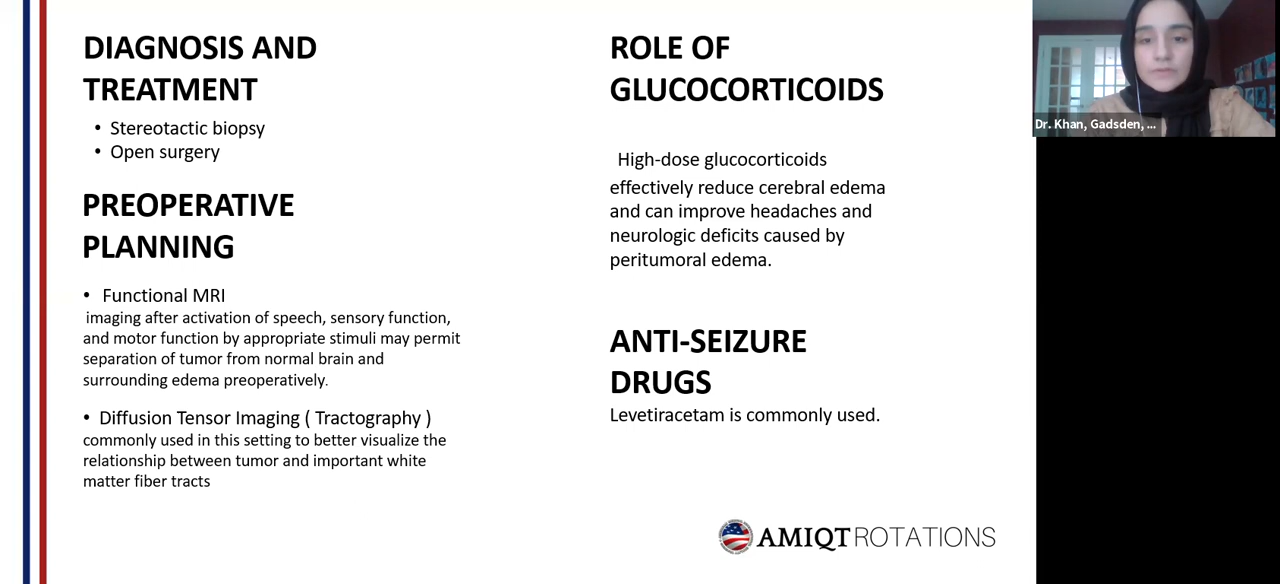 DIAGNOSIS AND
TREATMENT
• Stereotactic biopsy
• Open surgery
PREOPERATIVE
PLANNING
• Functional MRI
imaging after activation of speech, sensory function,
and motor function by appropriate stimuli may permit
separation of tumor from normal brain and
surrounding edema preoperatively.
• Diffusion Tensor Imaging ( Tractography )
commonly used in this setting to better visualize the
relationship between tumor and important white
matter fiber tracts
ROLE OF
GLUCOCORTICOIDS
High-dose glucocorticoids
effectively reduce cerebral edema
and can improve headaches and
neurologic deficits caused by
peritumoral edema.
ANTI-SEIZURE
DRUGS
Levetiracetam is commonly used.
AMIQT ROTATIONS
Dr. Khan, Gadsden, ...